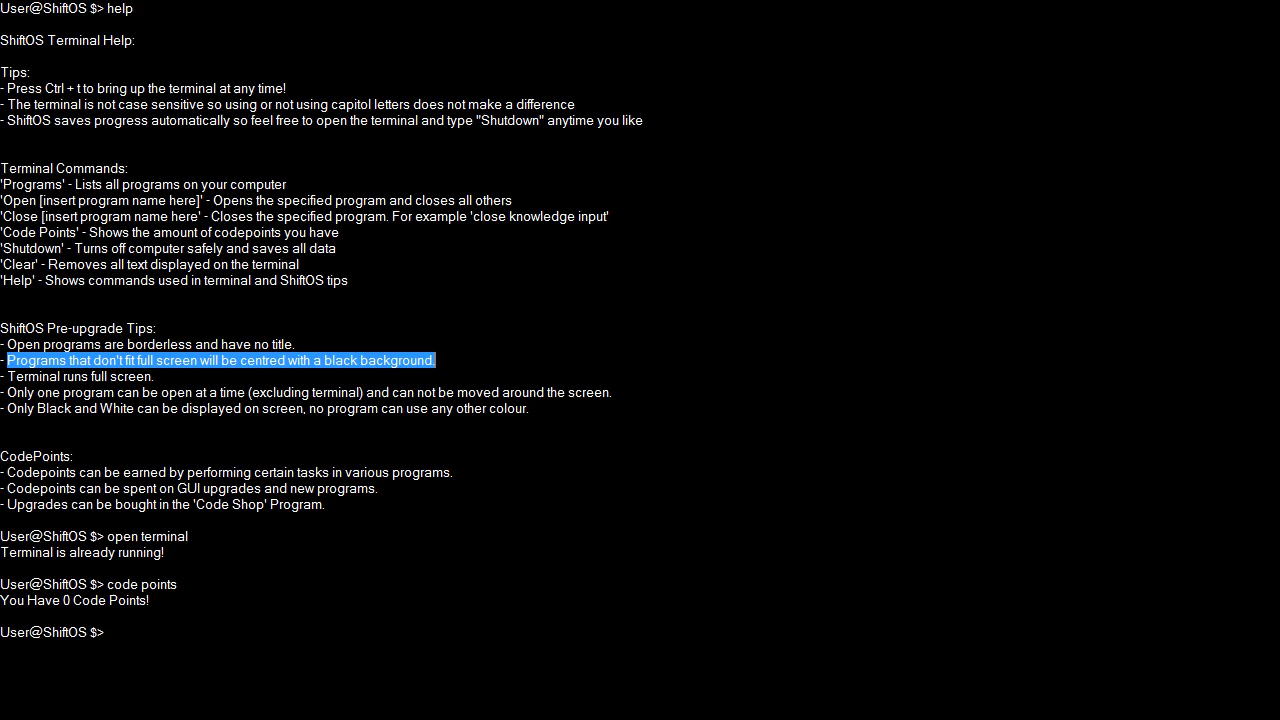 User@ShiftOS $> help
ShiftOS Terminal Help:
Tips:
- Press Ctrl + t to bring up the terminal at any time!
- The terminal is not case sensitive so using or not using capitol letters does not make a difference
- ShiftOS saves progress automatically so feel free to open the terminal and type "Shutdown" anytime you like
Terminal Commands:
'Programs' - Lists all programs on your computer
'Open [insert program name here]' - Opens the specified program and closes all others
'Close [insert program name here' - Closes the specified program. For example 'close knowledge input'
'Code Points' - Shows the amount of codepoints you have
'Shutdown' - Turns off computer safely and saves all data
'Clear' - Removes all text displayed on the terminal
'Help' - Shows commands used in terminal and ShiftOS tips
ShiftOS Pre-upgrade Tips:
- Open programs are borderless and have no title.
- Programs that don't fit full screen will be centred with a black background.
- Terminal runs full screen.
- Only one program can be open at a time (excluding terminal) and can not be moved around the screen.
- Only Black and White can be displayed on screen, no program can use any other colour.
CodePoints:
- Codepoints can be earned by performing certain tasks in various programs.
- Codepoints can be spent on GUI upgrades and new programs.
- Upgrades can be bought in the 'Code Shop' Program.
User@ShiftOS $> open terminal
Terminal is already running!
User@ShiftOS $> code points
You Have 0 Code Points!
User@ShiftOS $>